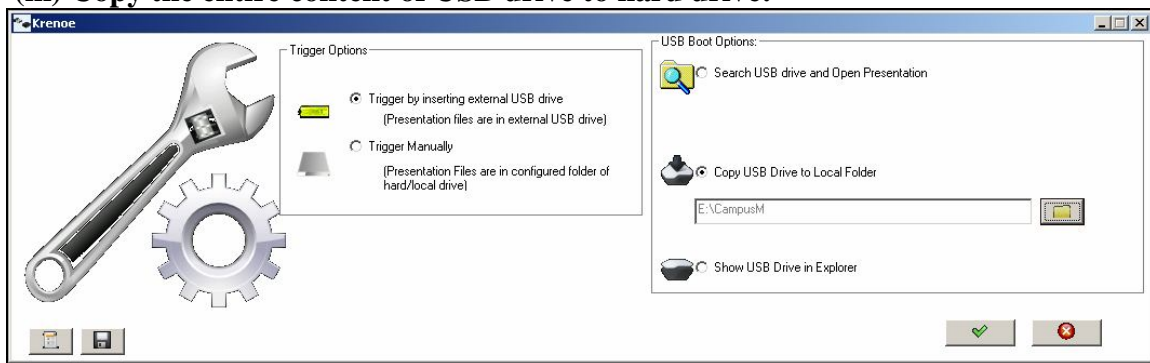 (iii) Copy the entire content of USB drive to hard drive.
Krenoe
Trigger Options
Trigger by inserting external USB drive
(Presentation files are in external USB drive)
Trigger Manually
(Presentation Files are in configured folder of
hard/local drive)
USB Boot Options:
Search USB drive and Open Presentation
Copy USB Drive to Local Folder
E:\CampusM
Show USB Drive in Explorer